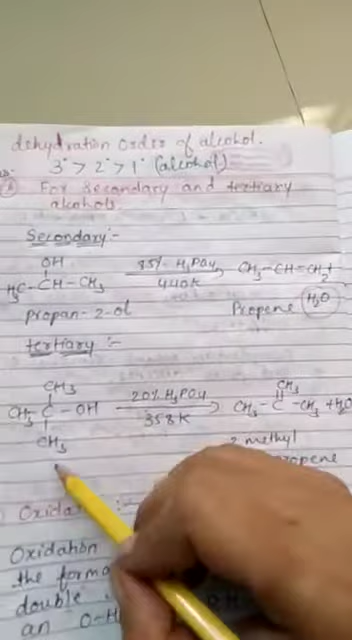 dehydration order of alcohol.
3° > 2° > 1° (alcohol)
For Secondary and tertiary
alcohols.
Secondary:-
OH
H3C-CH-CH3 85% H3PO4 440K CH3-CH=CH2+
H2O
propan-2-ol Propene
tertiary :-
CH3 CH3
CH3-C-OH 20% H3PO4 358K CH3-C-CH3 +H2O
CH3
methyl
propene
Oxida
Oxidation
the forma
double
an O-H